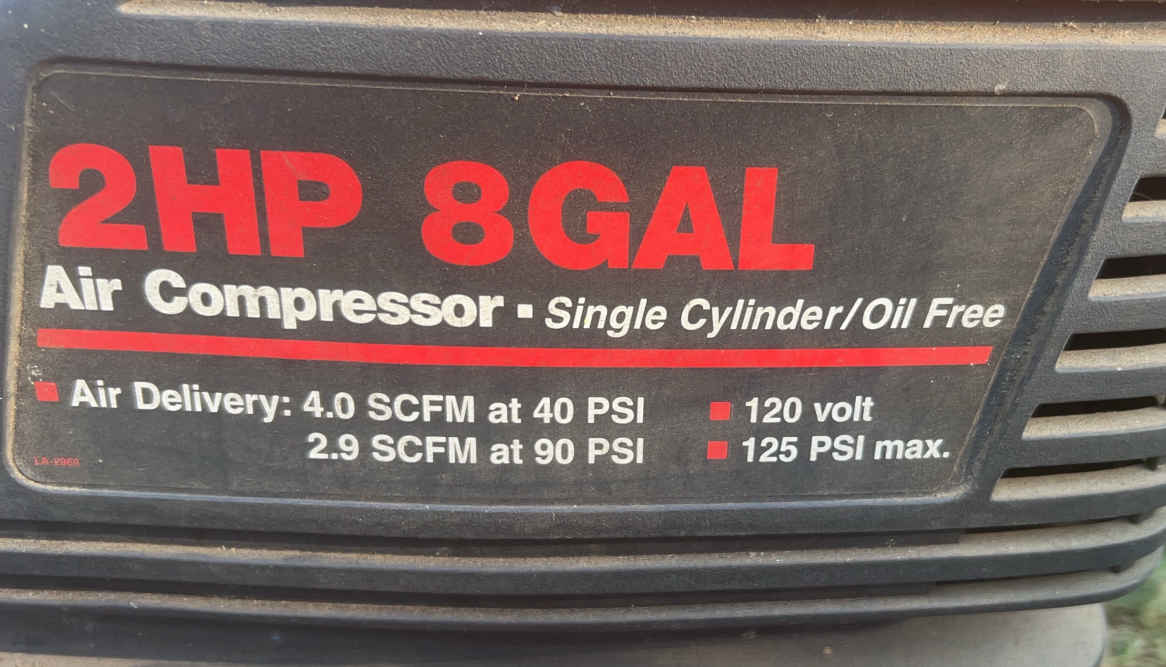 2HP 8GAL
Air Compressor ▪ Single Cylinder/Oil Free
▪ Air Delivery: 4.0 SCFM at 40 PSI
2.9 SCFM at 90 PSI
▪ 120 volt
▪ 125 PSI max.